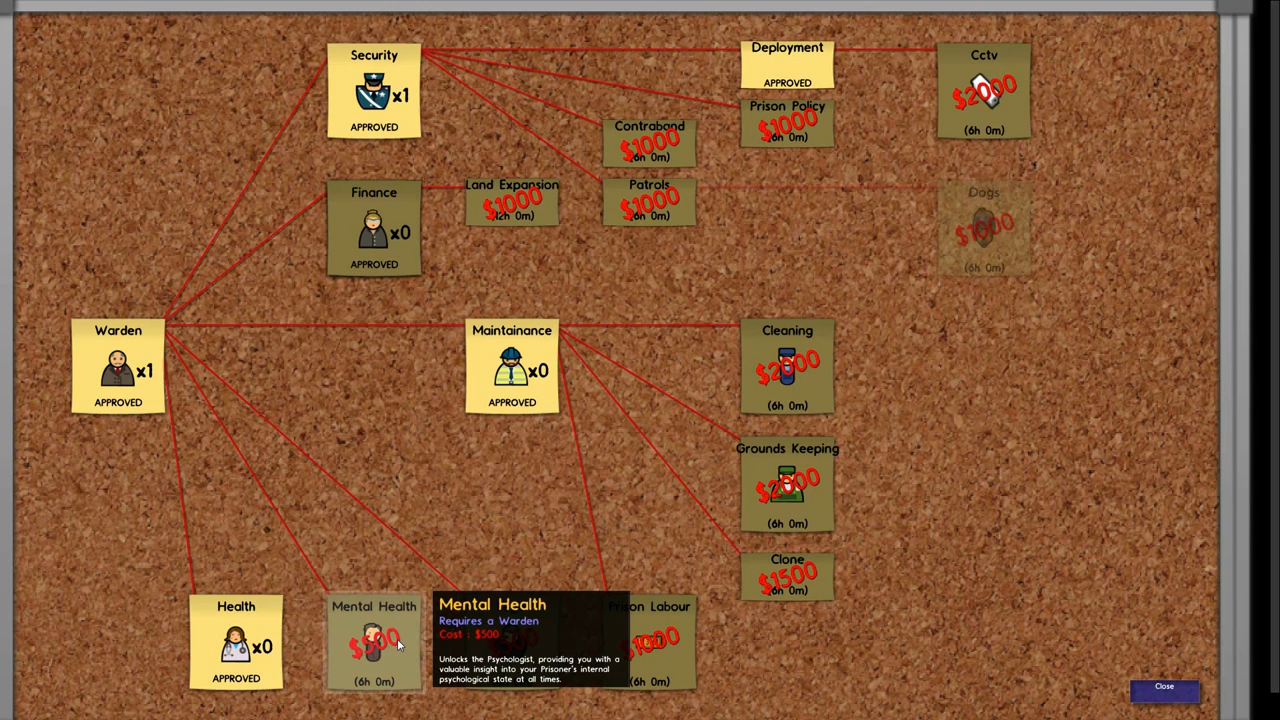 Security
x1
APPROVED
Deployment
APPROVED
Cctv
$2000
(6h 0m)
Prison Policy
$1000
(6h 0m)
Contraband
$1000
(6h 0m)
Finance
x0
APPROVED
Land Expansion
$1000
(12h 0m)
Patrols
$1000
(6h 0m)
Dogs
$1000
(6h 0m)
Warden
x1
APPROVED
Maintainance
x0
APPROVED
Cleaning
$2000
(6h 0m)
Grounds Keeping
$2000
(6h 0m)
Clone
$1500
(6h 0m)
Health
x0
APPROVED
Mental Health
$500
(6h 0m)
Mental Health
Requires a Warden
Cost : $500
Unlocks the Psychologist, providing you with a
valuable insight into your Prisoner's internal
psychological state at all times.
Prison Labour
$1000
(6h 0m)
Close